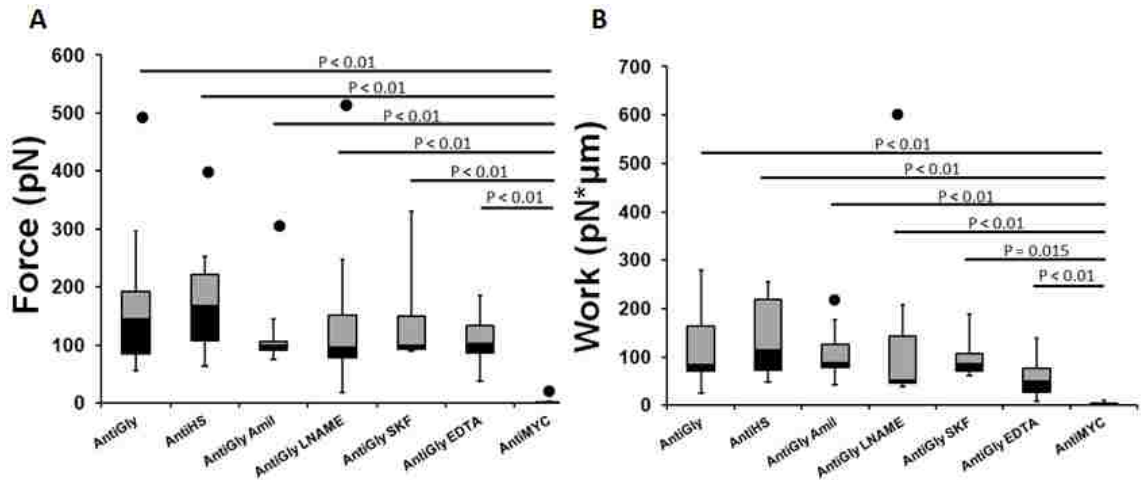 A
Force (pN)
600
500
400
300
200
100
0
P < 0.01
P < 0.01
P < 0.01
P < 0.01
P < 0.01
P < 0.01
AntiGly
AntiHS
AntiGly Amil
AntiGly LNAME
AntiGly SKF
AntiGly EDTA
AntiMYC
B
Work (pN*µm)
700
600
500
400
300
200
100
0
P < 0.01
P < 0.01
P < 0.01
P < 0.01
P = 0.015
P < 0.01
AntiGly
AntiHS
AntiGly Amil
AntiGly LNAME
AntiGly SKF
AntiGly EDTA
AntiMYC